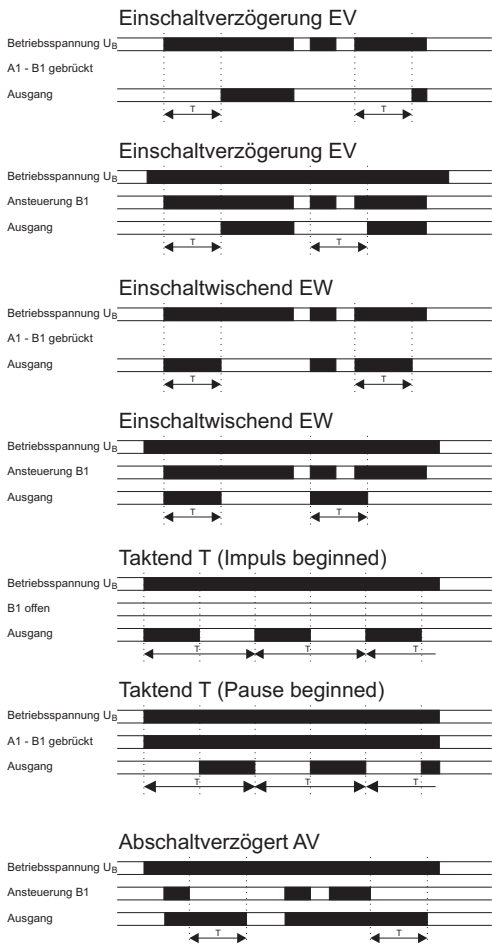 Einschaltverzögerung EV
Betriebsspannung UB
A1 - B1 gebrückt
Ausgang
T T
Einschaltverzögerung EV
Betriebsspannung UB
Ansteuerung B1
Ausgang
T T
Einschaltwischend EW
Betriebsspannung UB
A1 - B1 gebrückt
Ausgang
T T
Einschaltwischend EW
Betriebsspannung UB
Ansteuerung B1
Ausgang
T T
Taktend T (Impuls beginned)
Betriebsspannung UB
B1 offen
Ausgang
T T T
Taktend T (Pause beginned)
Betriebsspannung UB
A1 - B1 gebrückt
Ausgang
T T T
Abschaltverzögert AV
Betriebsspannung UB
Ansteuerung B1
Ausgang
T T